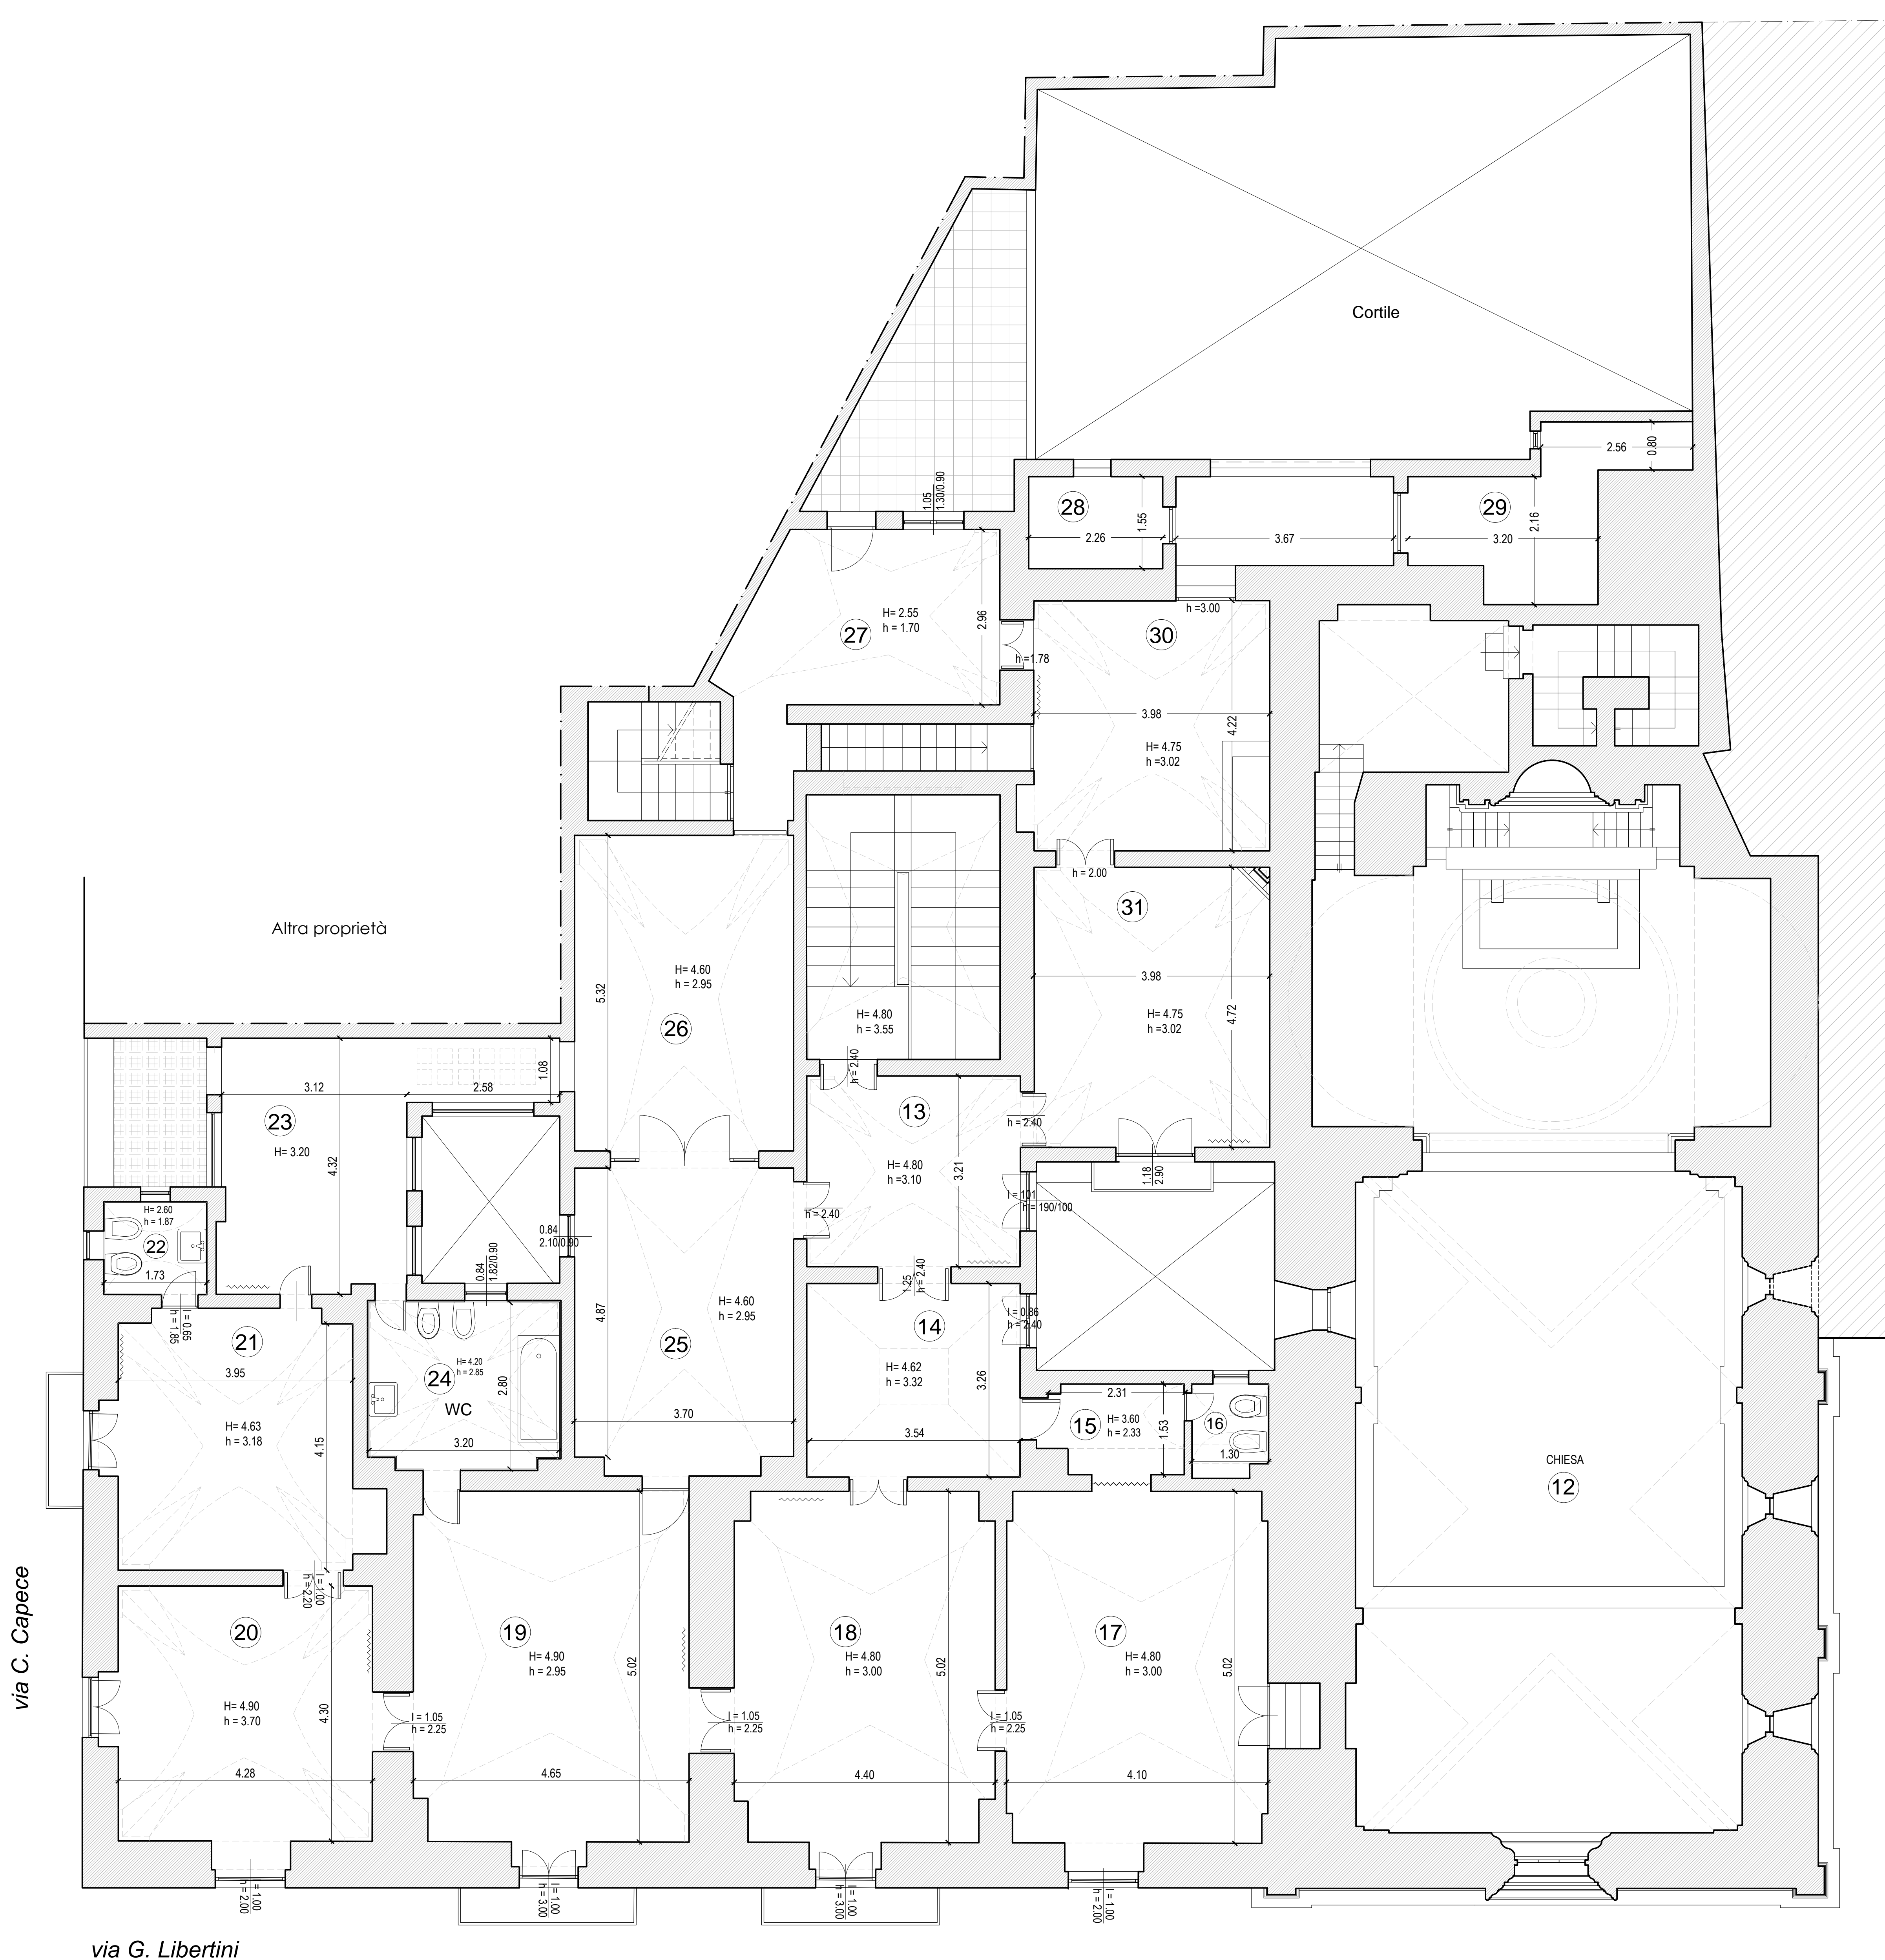 Cortile
2.56
0.80
28
1.55
2.26
3.67
29
2.16
3.20
1.05
1.30/0.90
27
H= 2.55
h = 1.70
2.96
h =1.78
h =3.00
30
3.98
4.22
H= 4.75
h =3.02
h = 2.00
31
3.98
H= 4.75
h =3.02
4.72
1.18
2.90
Altra proprietà
5.32
H= 4.60
h = 2.95
26
H= 4.80
h = 3.55
h = 2.40
13
h = 2.40
H= 4.80
h =3.10
3.21
l = 101
h = 190/100
h = 2.40
3.12
2.58
1.08
23
H= 3.20
4.32
H= 2.60
h = 1.87
22
1.73
l = 0.65
h = 1.85
0.84
2.10/0.90
0.84
1.82/0.90
4.87
H= 4.60
h = 2.95
25
3.70
1.25
h = 2.40
14
l = 0.86
h = 2.40
H= 4.62
h = 3.32
3.26
3.54
2.31
15
H= 3.60
h = 2.33
1.53
16
1.30
21
3.95
H= 4.63
h = 3.18
4.15
24
H= 4.20
h = 2.85
WC
2.80
3.20
CHIESA
12
l = 1.00
h = 2.20
20
H= 4.90
h = 3.70
4.30
4.28
l = 1.05
h = 2.25
19
H= 4.90
h = 2.95
5.02
4.65
l = 1.05
h = 2.25
18
H= 4.80
h = 3.00
5.02
4.40
l = 1.05
h = 2.25
17
H= 4.80
h = 3.00
5.02
4.10
l = 1.00
h = 2.00
l = 1.00
h = 3.00
l = 1.00
h = 3.00
l = 1.00
h = 2.00
via C. Capece
via G. Libertini